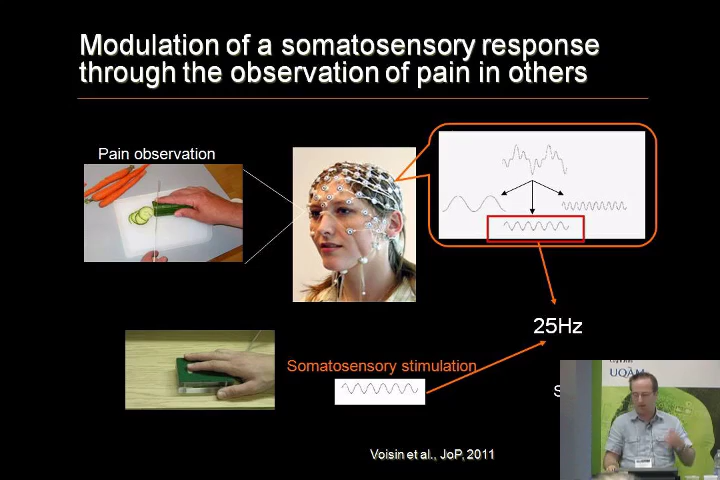 Modulation of a somatosensory response
through the observation of pain in others
Pain observation
25Hz
Somatosensory stimulation
UQÀM
S
Voisin et al., JoP, 2011